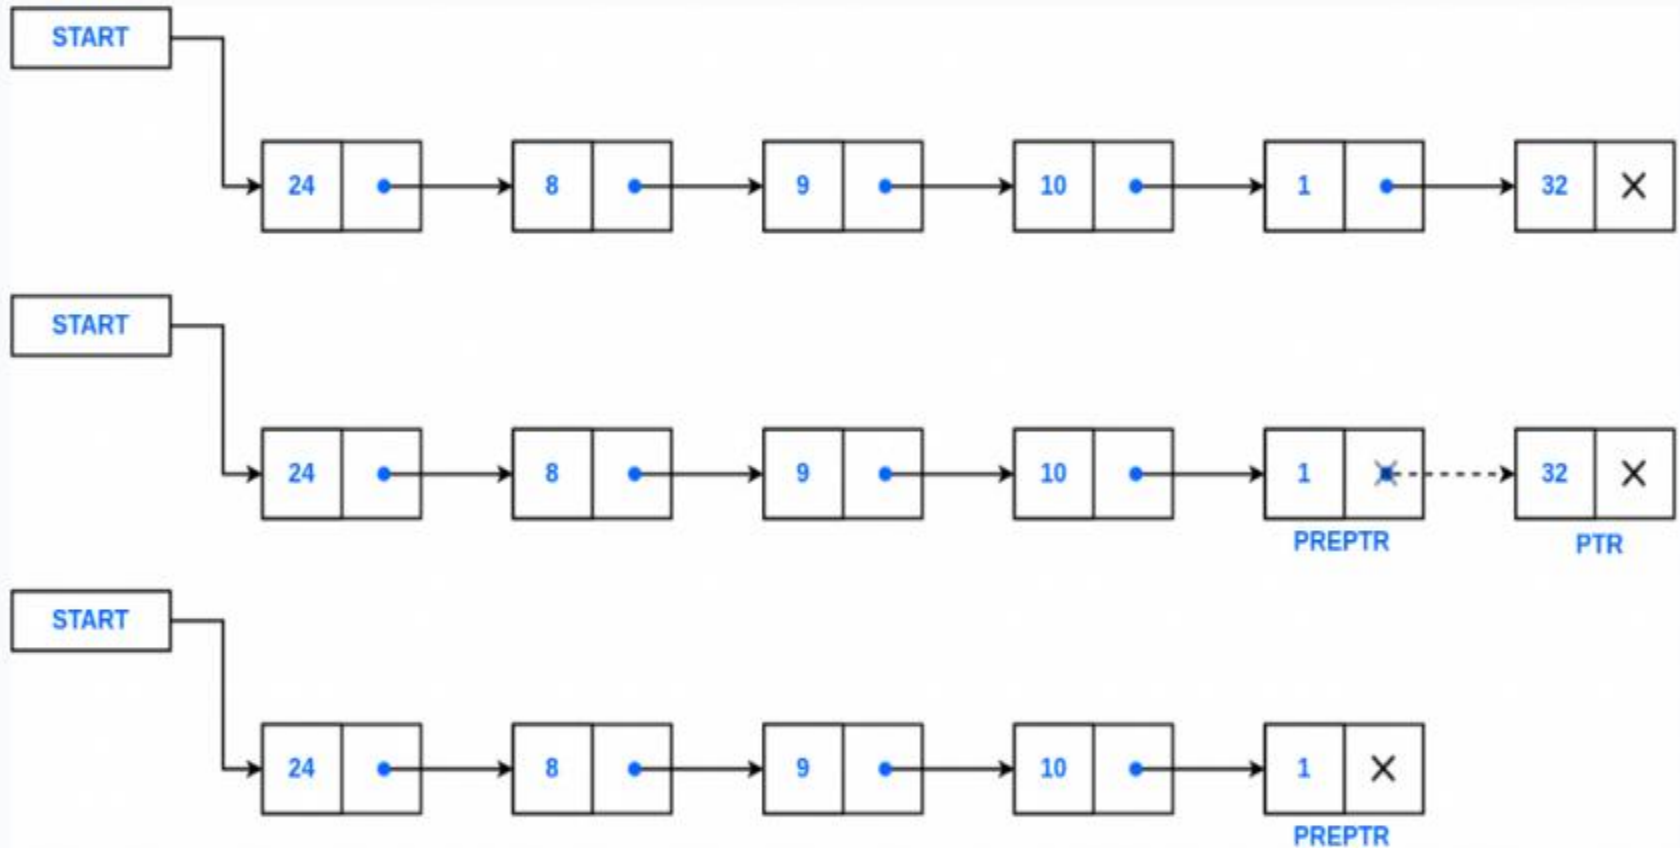 START
24 8 9 10 1 32 X
START
24 8 9 10 1 X 32 X
PREPTR PTR
START
24 8 9 10 1 X
PREPTR